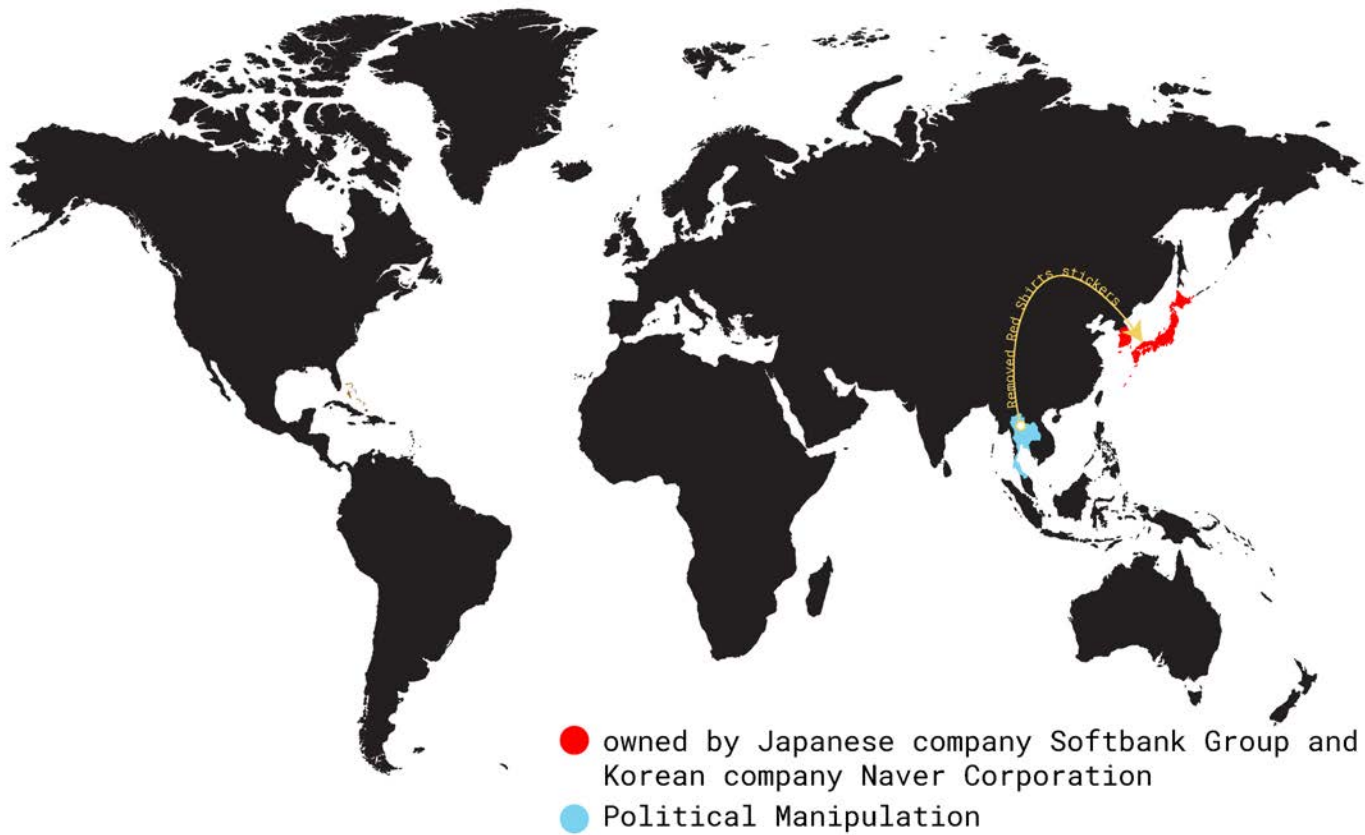 Removed Red Shirts stickers
owned by Japanese company Softbank Group and
Korean company Naver Corporation
Political Manipulation